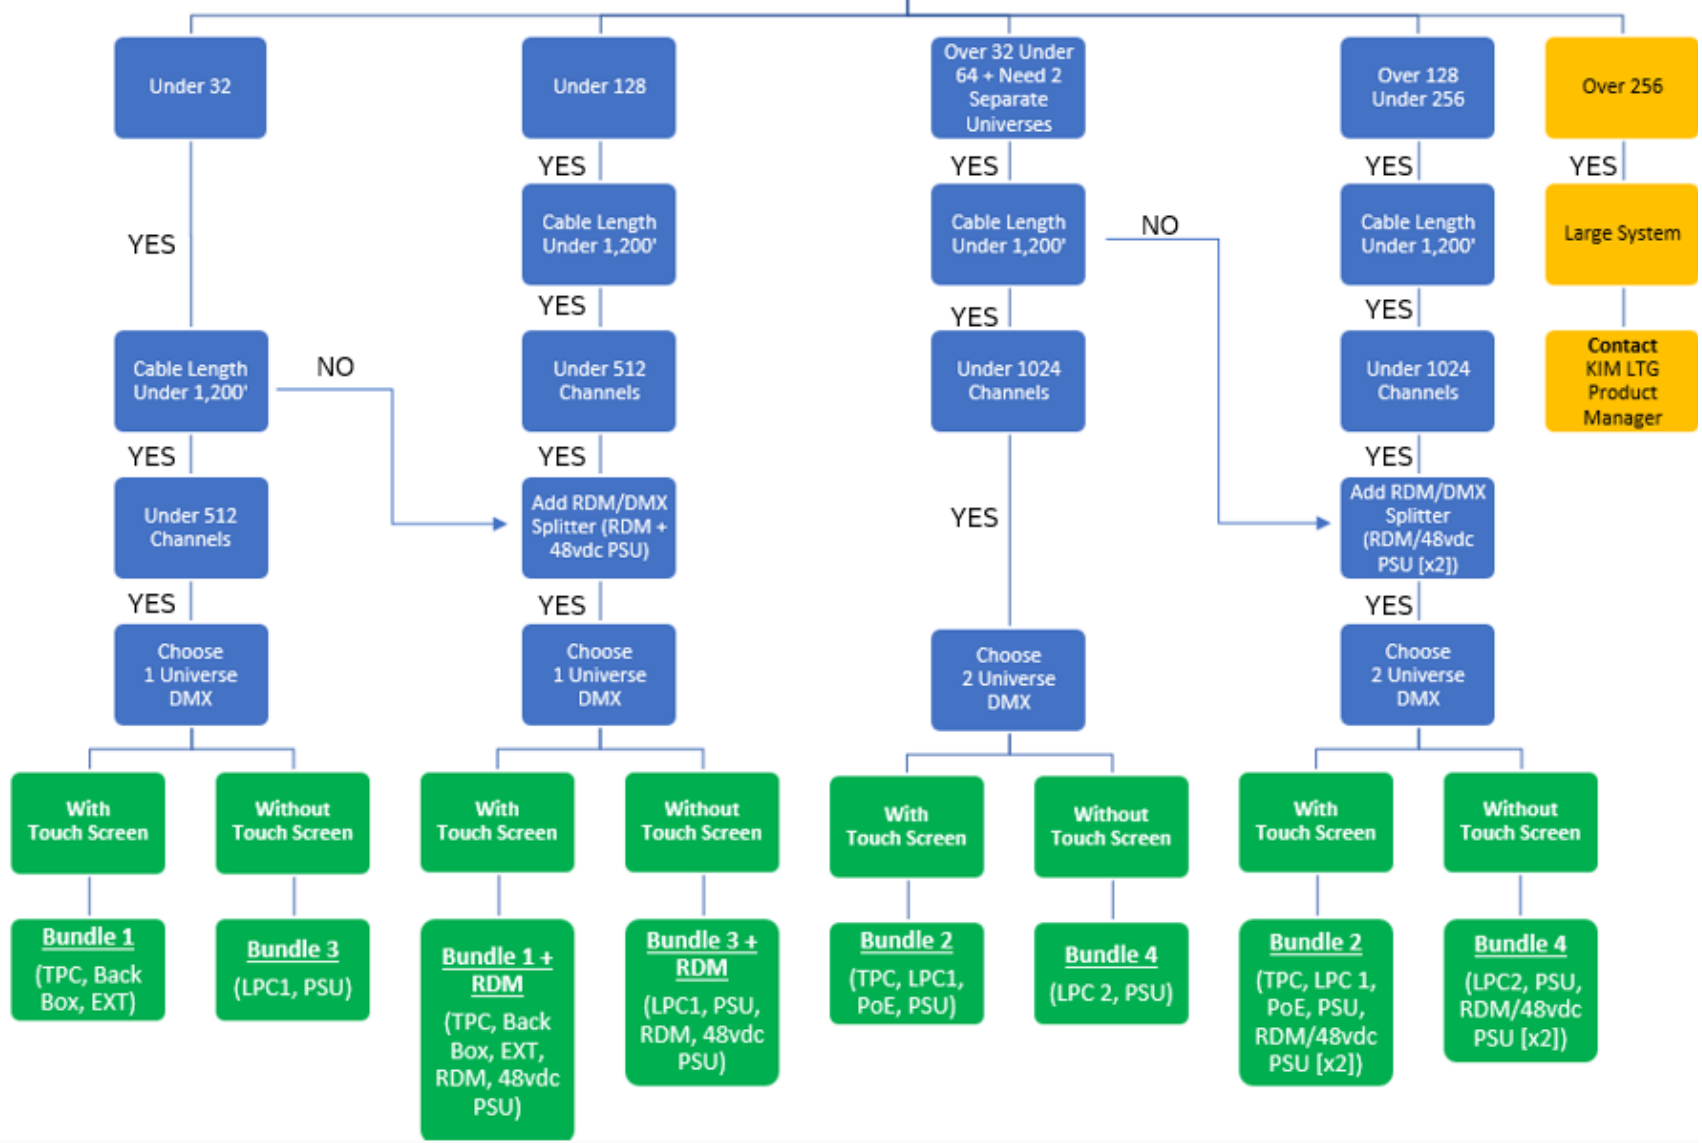 Under 32
Under 128
Over 32 Under
64 + Need 2
Separate
Universes
Over 128
Under 256
Over 256
YES
YES
YES
YES
YES
Cable Length
Under 1,200'
Cable Length
Under 1,200'
NO
Cable Length
Under 1,200'
Large System
YES
YES
YES
Cable Length
Under 1,200'
NO
Under 512
Channels
Under 1024
Channels
Under 1024
Channels
Contact
KIM LTG
Product
Manager
YES
YES
YES
YES
Under 512
Channels
Add RDM/DMX
Splitter (RDM +
48vdc PSU)
Add RDM/DMX
Splitter
(RDM/48vdc
PSU [x2])
YES
YES
YES
Choose
1 Universe
DMX
Choose
1 Universe
DMX
Choose
2 Universe
DMX
Choose
2 Universe
DMX
With
Touch Screen
Without
Touch Screen
With
Touch Screen
Without
Touch Screen
With
Touch Screen
Without
Touch Screen
With
Touch Screen
Without
Touch Screen
Bundle 1
(TPC, Back
Box, EXT)
Bundle 3
(LPC1, PSU)
Bundle 1 +
RDM
(TPC, Back
Box, EXT,
RDM, 48vdc
PSU)
Bundle 3 +
RDM
(LPC1, PSU,
RDM, 48vdc
PSU)
Bundle 2
(TPC, LPC1,
PoE, PSU)
Bundle 4
(LPC 2, PSU)
Bundle 2
(TPC, LPC 1,
PoE, PSU,
RDM/48vdc
PSU [x2])
Bundle 4
(LPC2, PSU,
RDM/48vdc
PSU [x2])